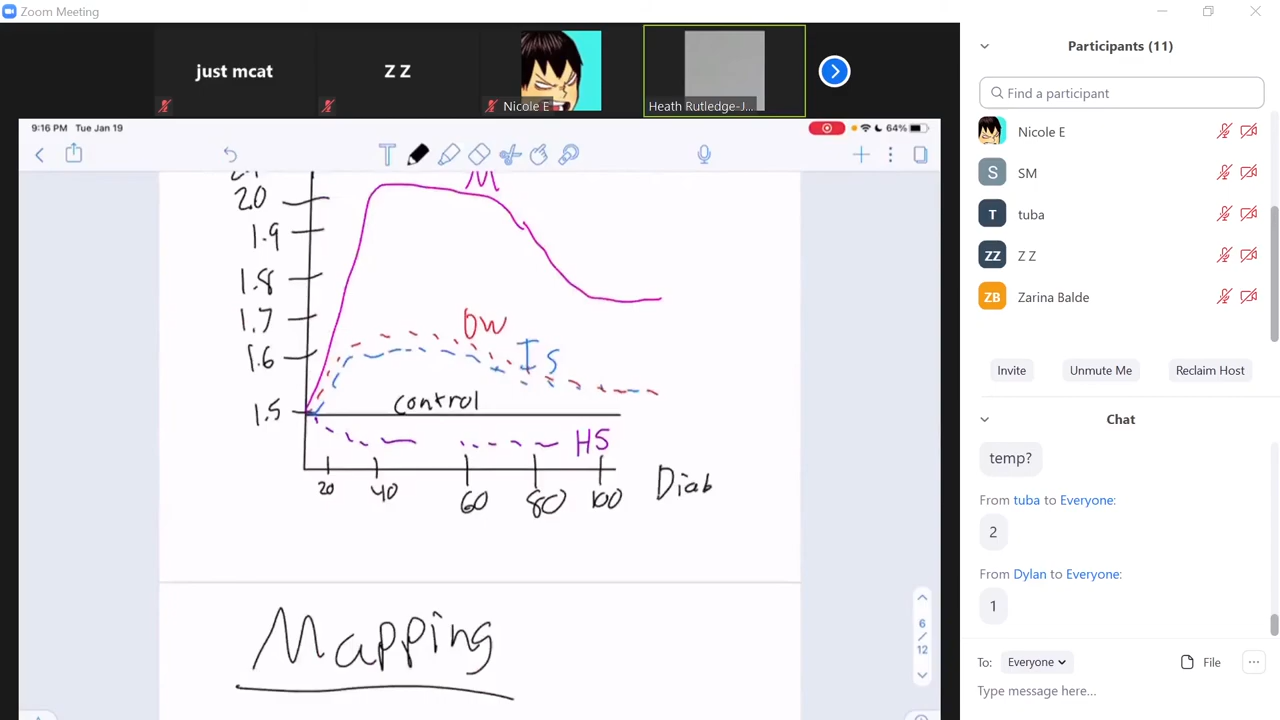 Zoom Meeting
just mcat
Z Z
Nicole E
Heath Rutledge-J...
9:16 PM Tue Jan 19
64%
T
M
2.0
1.9
1.8
1.7
1.6
1.5
OW
I S
control
HS
20 40 60 80 100
Diab
Mapping
6
/
12
Participants (11)
Find a participant
Nicole E
S SM
T tuba
ZZ Z Z
ZB Zarina Balde
Invite Unmute Me Reclaim Host
Chat
temp?
From tuba to Everyone:
2
From Dylan to Everyone:
1
To: Everyone File ...
Type message here...